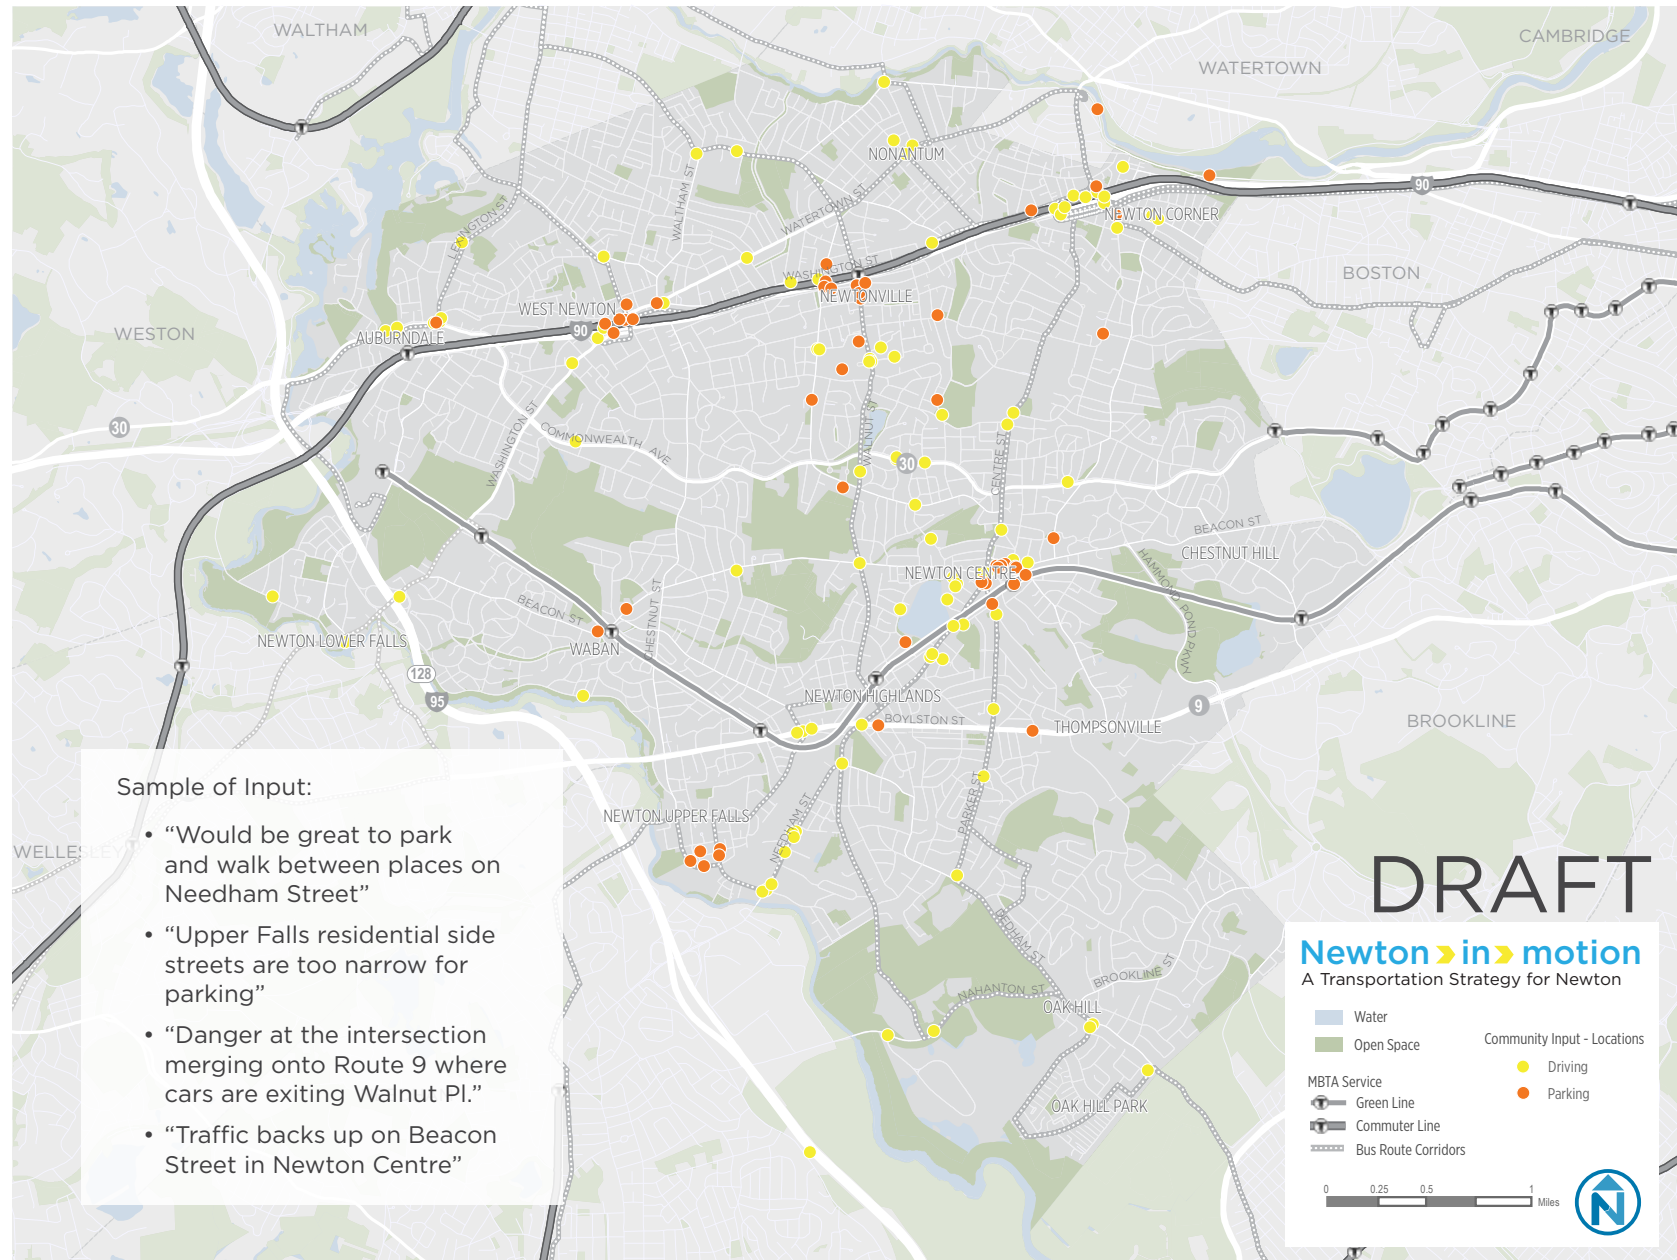 WALTHAM
CAMBRIDGE
WATERTOWN
NONANTUM
WALTHAM ST
WATERTOWN ST
LEXINGTON ST
90
NEWTON CORNER
WASHINGTON ST
BOSTON
NEWTONVILLE
WEST NEWTON
WESTON
90
AUBURNDALE
30
WASHINGTON ST
COMMONWEALTH AVE
WALNUT ST
30
CENTRE ST
BEACON ST
CHESTNUT HILL
HAMMOND POND PKWY
NEWTON CENTRE
CHESTNUT ST
BEACON ST
NEWTON LOWER FALLS
WABAN
128
95
NEWTON HIGHLANDS
BOYLSTON ST
THOMPSONVILLE
9
BROOKLINE
NEWTON UPPER FALLS
NEEDHAM ST
PARKER ST
WELLESLEY
DEDHAM ST
BROOKLINE ST
NAHANTON ST
OAK HILL
OAK HILL PARK
Sample of Input:
• “Would be great to park
and walk between places on
Needham Street”
• “Upper Falls residential side
streets are too narrow for
parking”
• “Danger at the intersection
merging onto Route 9 where
cars are exiting Walnut Pl.”
• “Traffic backs up on Beacon
Street in Newton Centre”
DRAFT
Newton in motion
A Transportation Strategy for Newton
Water
Open Space
MBTA Service
Green Line
Commuter Line
Bus Route Corridors
Community Input - Locations
Driving
Parking
0 0.25 0.5 1
Miles
N